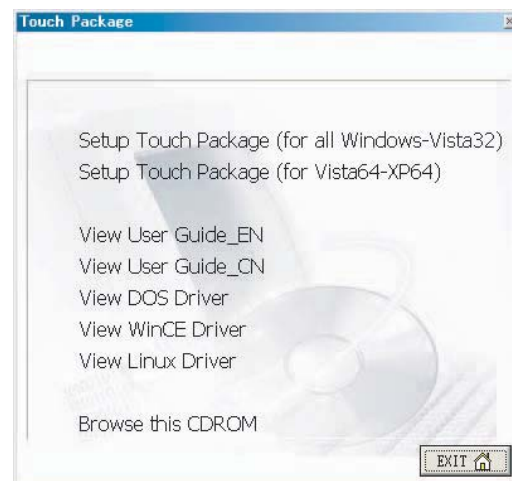 Touch Package
Setup Touch Package (for all Windows-Vista32)
Setup Touch Package (for Vista64-XP64)
View User Guide_EN
View User Guide_CN
View DOS Driver
View WinCE Driver
View Linux Driver
Browse this CDROM
EXIT